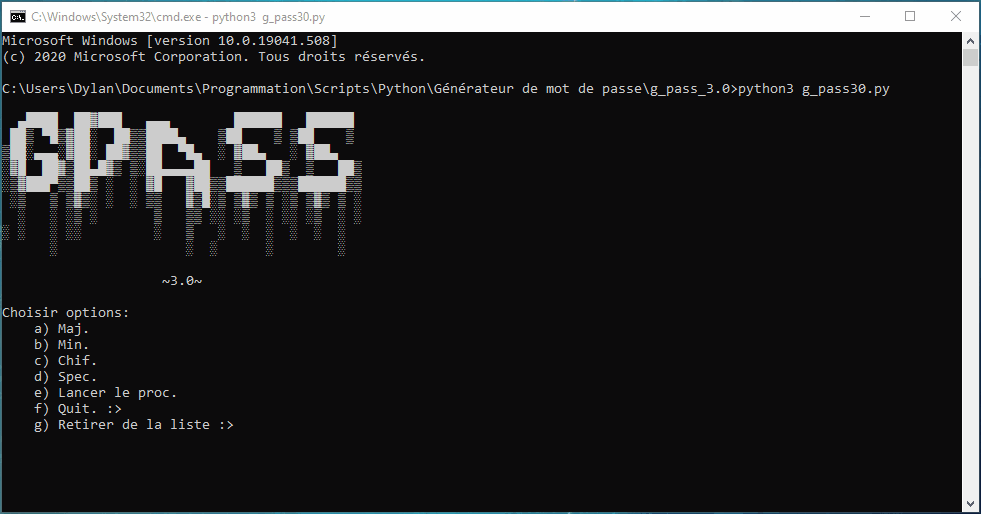 C:\Windows\System32\cmd.exe - python3  g_pass30.py
Microsoft Windows [version 10.0.19041.508]
(c) 2020 Microsoft Corporation. Tous droits réservés.
C:\Users\Dylan\Documents\Programmation\Scripts\Python\Générateur de mot de passe\g_pass_3.0>python3 g_pass30.py
GPASS
~3.0~
Choisir options:
a) Maj.
b) Min.
c) Chif.
d) Spec.
e) Lancer le proc.
f) Quit. :>
g) Retirer de la liste :>